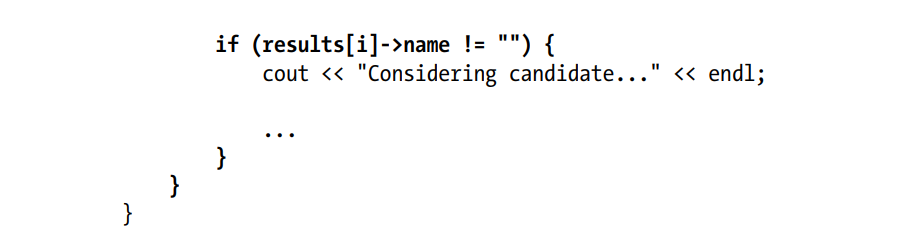 if (results[i]->name != "") {
cout << "Considering candidate..." << endl;
...
}
}
}